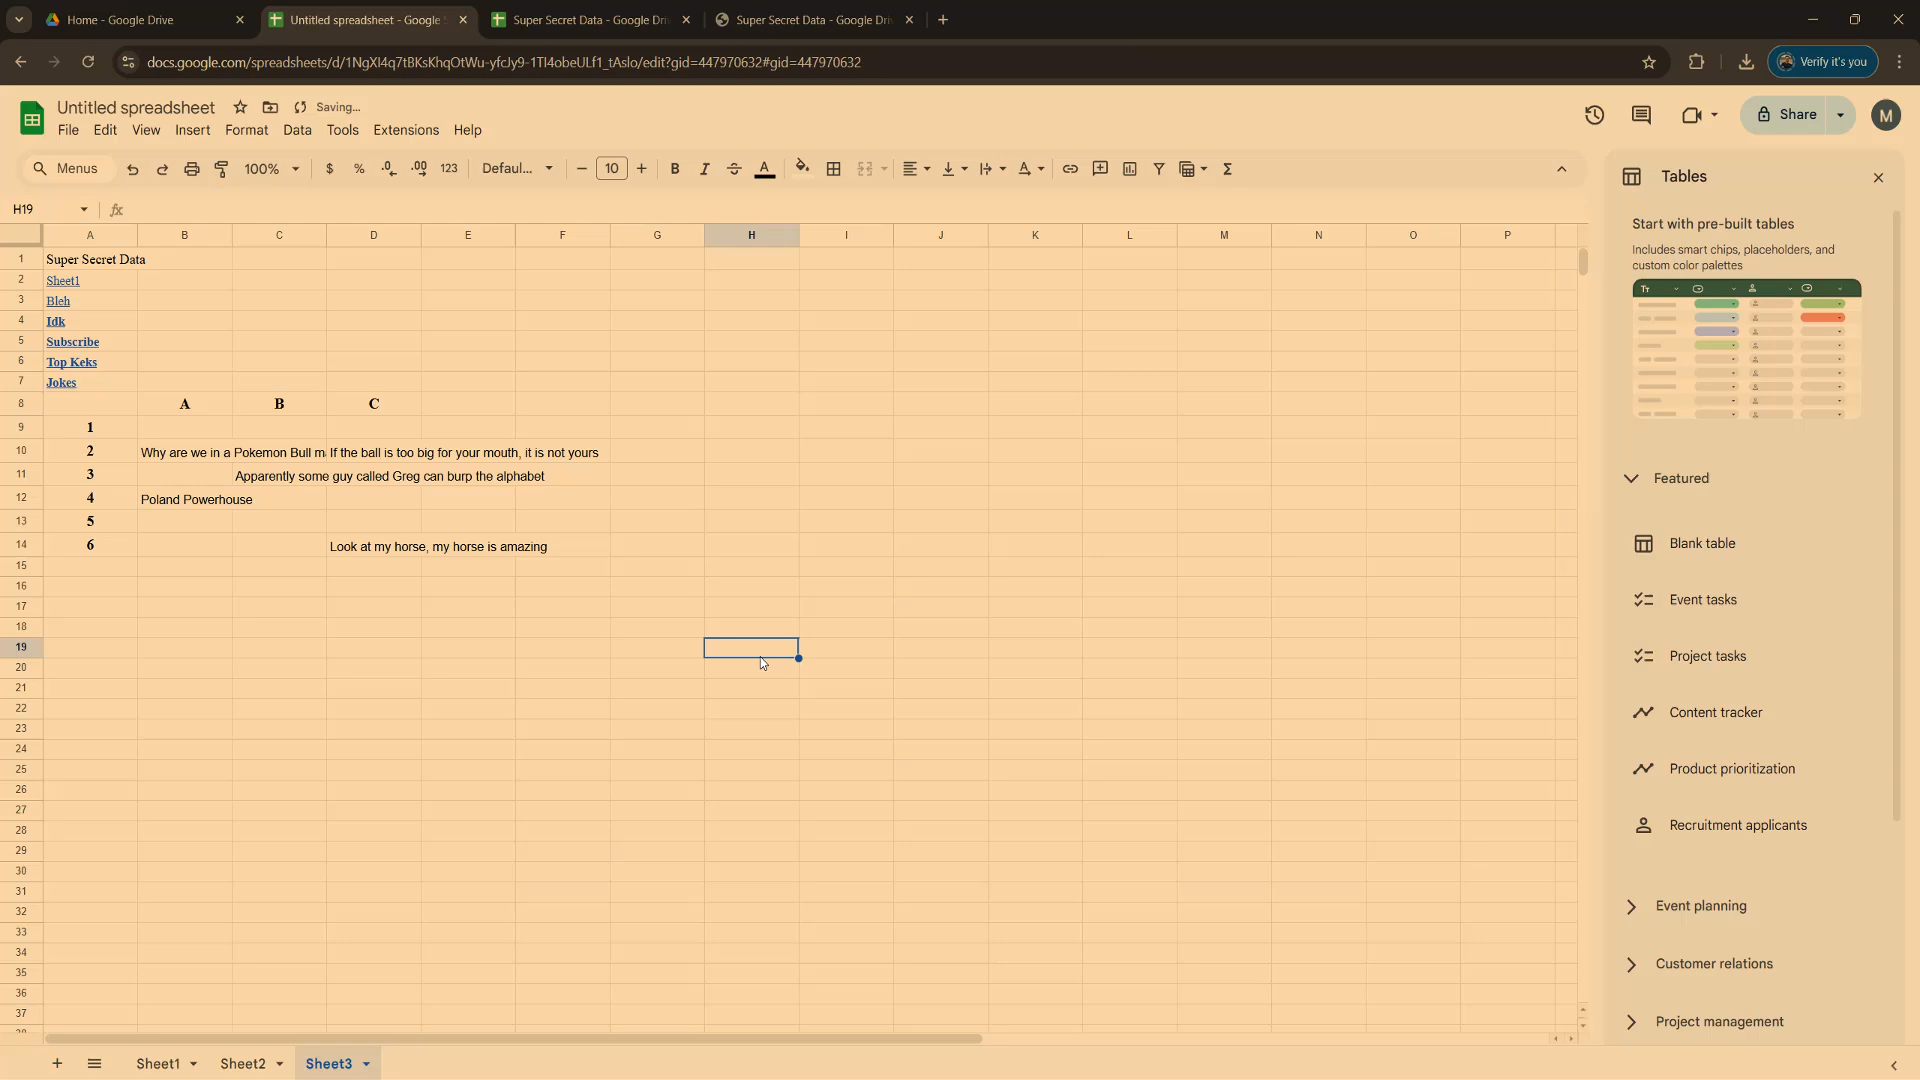 Home - Google Drive
Untitled spreadsheet - Google S
Super Secret Data - Google Dri
Super Secret Data - Google Dri
docs.google.com/spreadsheets/d/1NgXl4q7tBKsKhqOtWu-yfcJy9-1Tl4obeULf1_tAslo/edit?gid=447970632#gid=447970632
Verify it's you
Untitled spreadsheet
Saving...
File Edit View Insert Format Data Tools Extensions Help
Share
M
Menus
100%
$ % .0 .00 123
Defaul...
10
B I S A
Tables
H19
fx
A B C D E F G H I J K L M N O P
Start with pre-built tables
Includes smart chips, placeholders, and
custom color palettes
1 Super Secret Data
2 Sheet1
3 Bleh
4 Idk
5 Subscribe
6 Top Keks
7 Jokes
8 A B C
9 1
10 2 Why are we in a Pokemon Bull m If the ball is too big for your mouth, it is not yours
11 3 Apparently some guy called Greg can burp the alphabet
12 4 Poland Powerhouse
13 5
14 6 Look at my horse, my horse is amazing
15
16
17
18
19
20
21
22
23
24
25
26
27
28
29
30
31
32
33
34
35
36
37
38
Featured
Blank table
Event tasks
Project tasks
Content tracker
Product prioritization
Recruitment applicants
Event planning
Customer relations
Project management
Sheet1
Sheet2
Sheet3